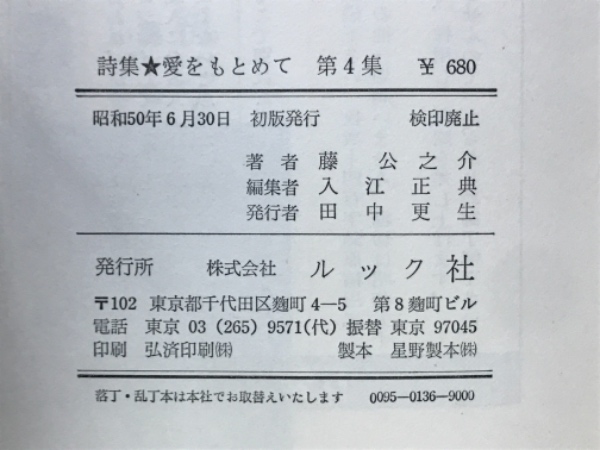 詩集★愛をもとめて 第4集 ¥ 680
昭和50年6月30日 初版発行 検印廃止
著者 藤公之介
編集者 入江正典
発行者 田中更生
発行所 株式会社 ルック社
〒102 東京都千代田区麹町4—5 第8麹町ビル
電話 東京 03 (265) 9571(代) 振替 東京 97045
印刷 弘済印刷㈱ 製本 星野製本㈱
落丁・乱丁本は本社でお取替えいたします 0095—0136—9000